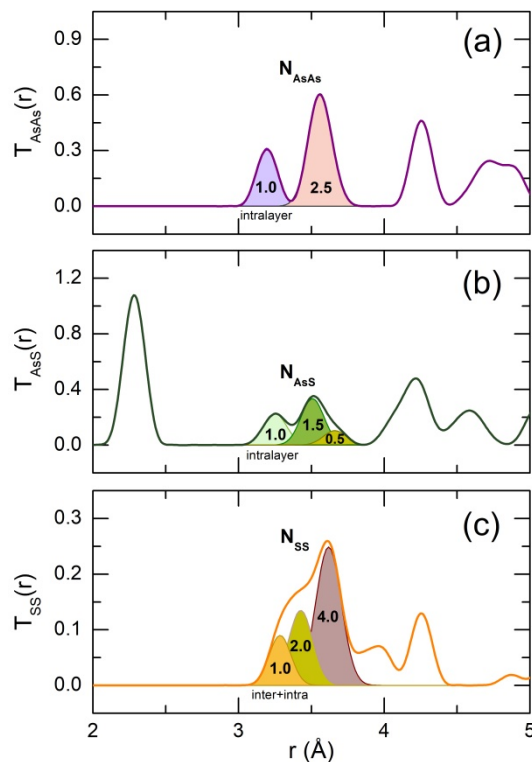 (a)
N_AsAs
T_AsAs(r)
0.9
0.6
0.3
0.0
1.0
2.5
intralayer
(b)
N_AsS
T_AsS(r)
1.2
0.8
0.4
0.0
1.0
1.5
0.5
intralayer
(c)
N_SS
T_SS(r)
0.3
0.2
0.1
0.0
1.0
2.0
4.0
inter+intra
2
3
4
5
r (Å)